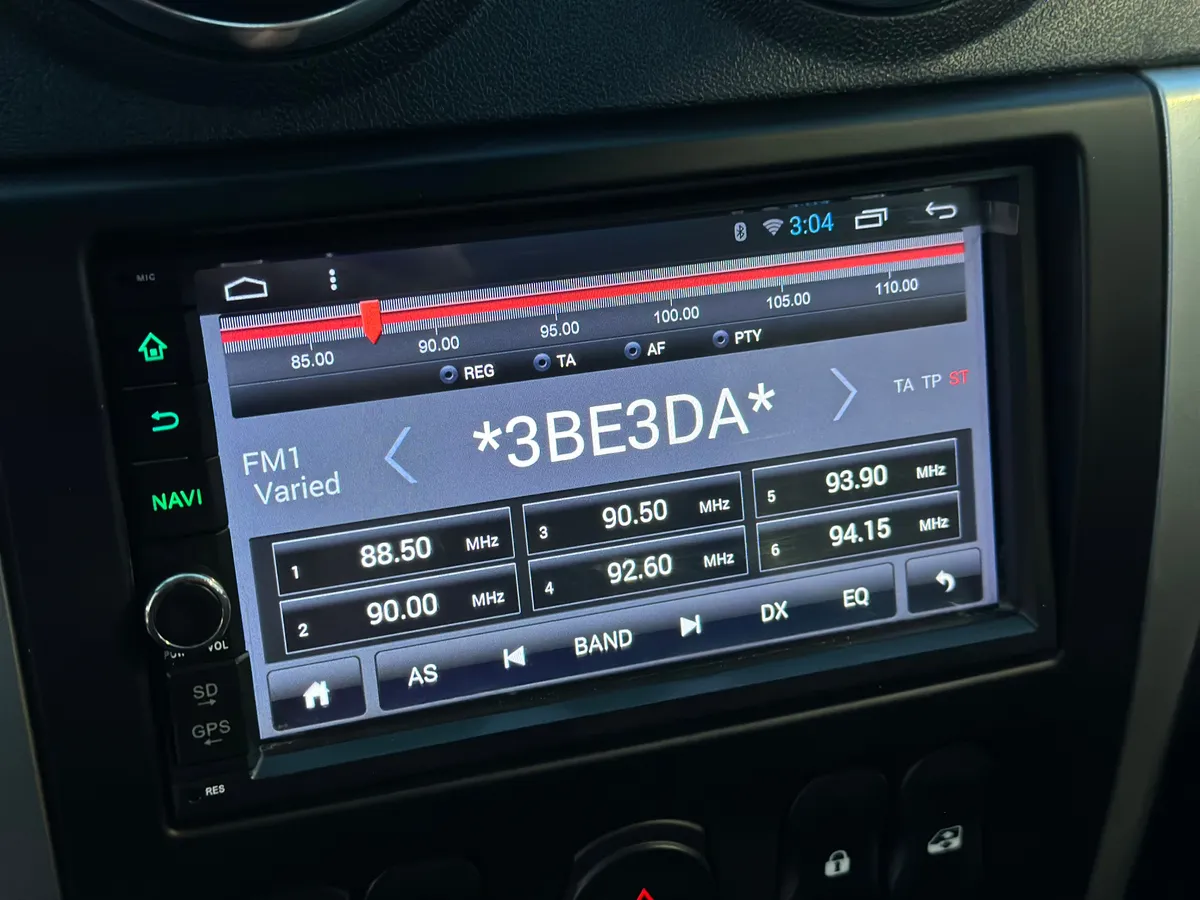 MIC
3:04
85.00 90.00 95.00 100.00 105.00 110.00
REG TA AF PTY
TA TP ST
*3BE3DA*
FM1
Varied
NAVI
1 88.50 MHz
2 90.00 MHz
3 90.50 MHz
4 92.60 MHz
5 93.90 MHz
6 94.15 MHz
AS BAND DX EQ
VOL
SD
GPS
RES